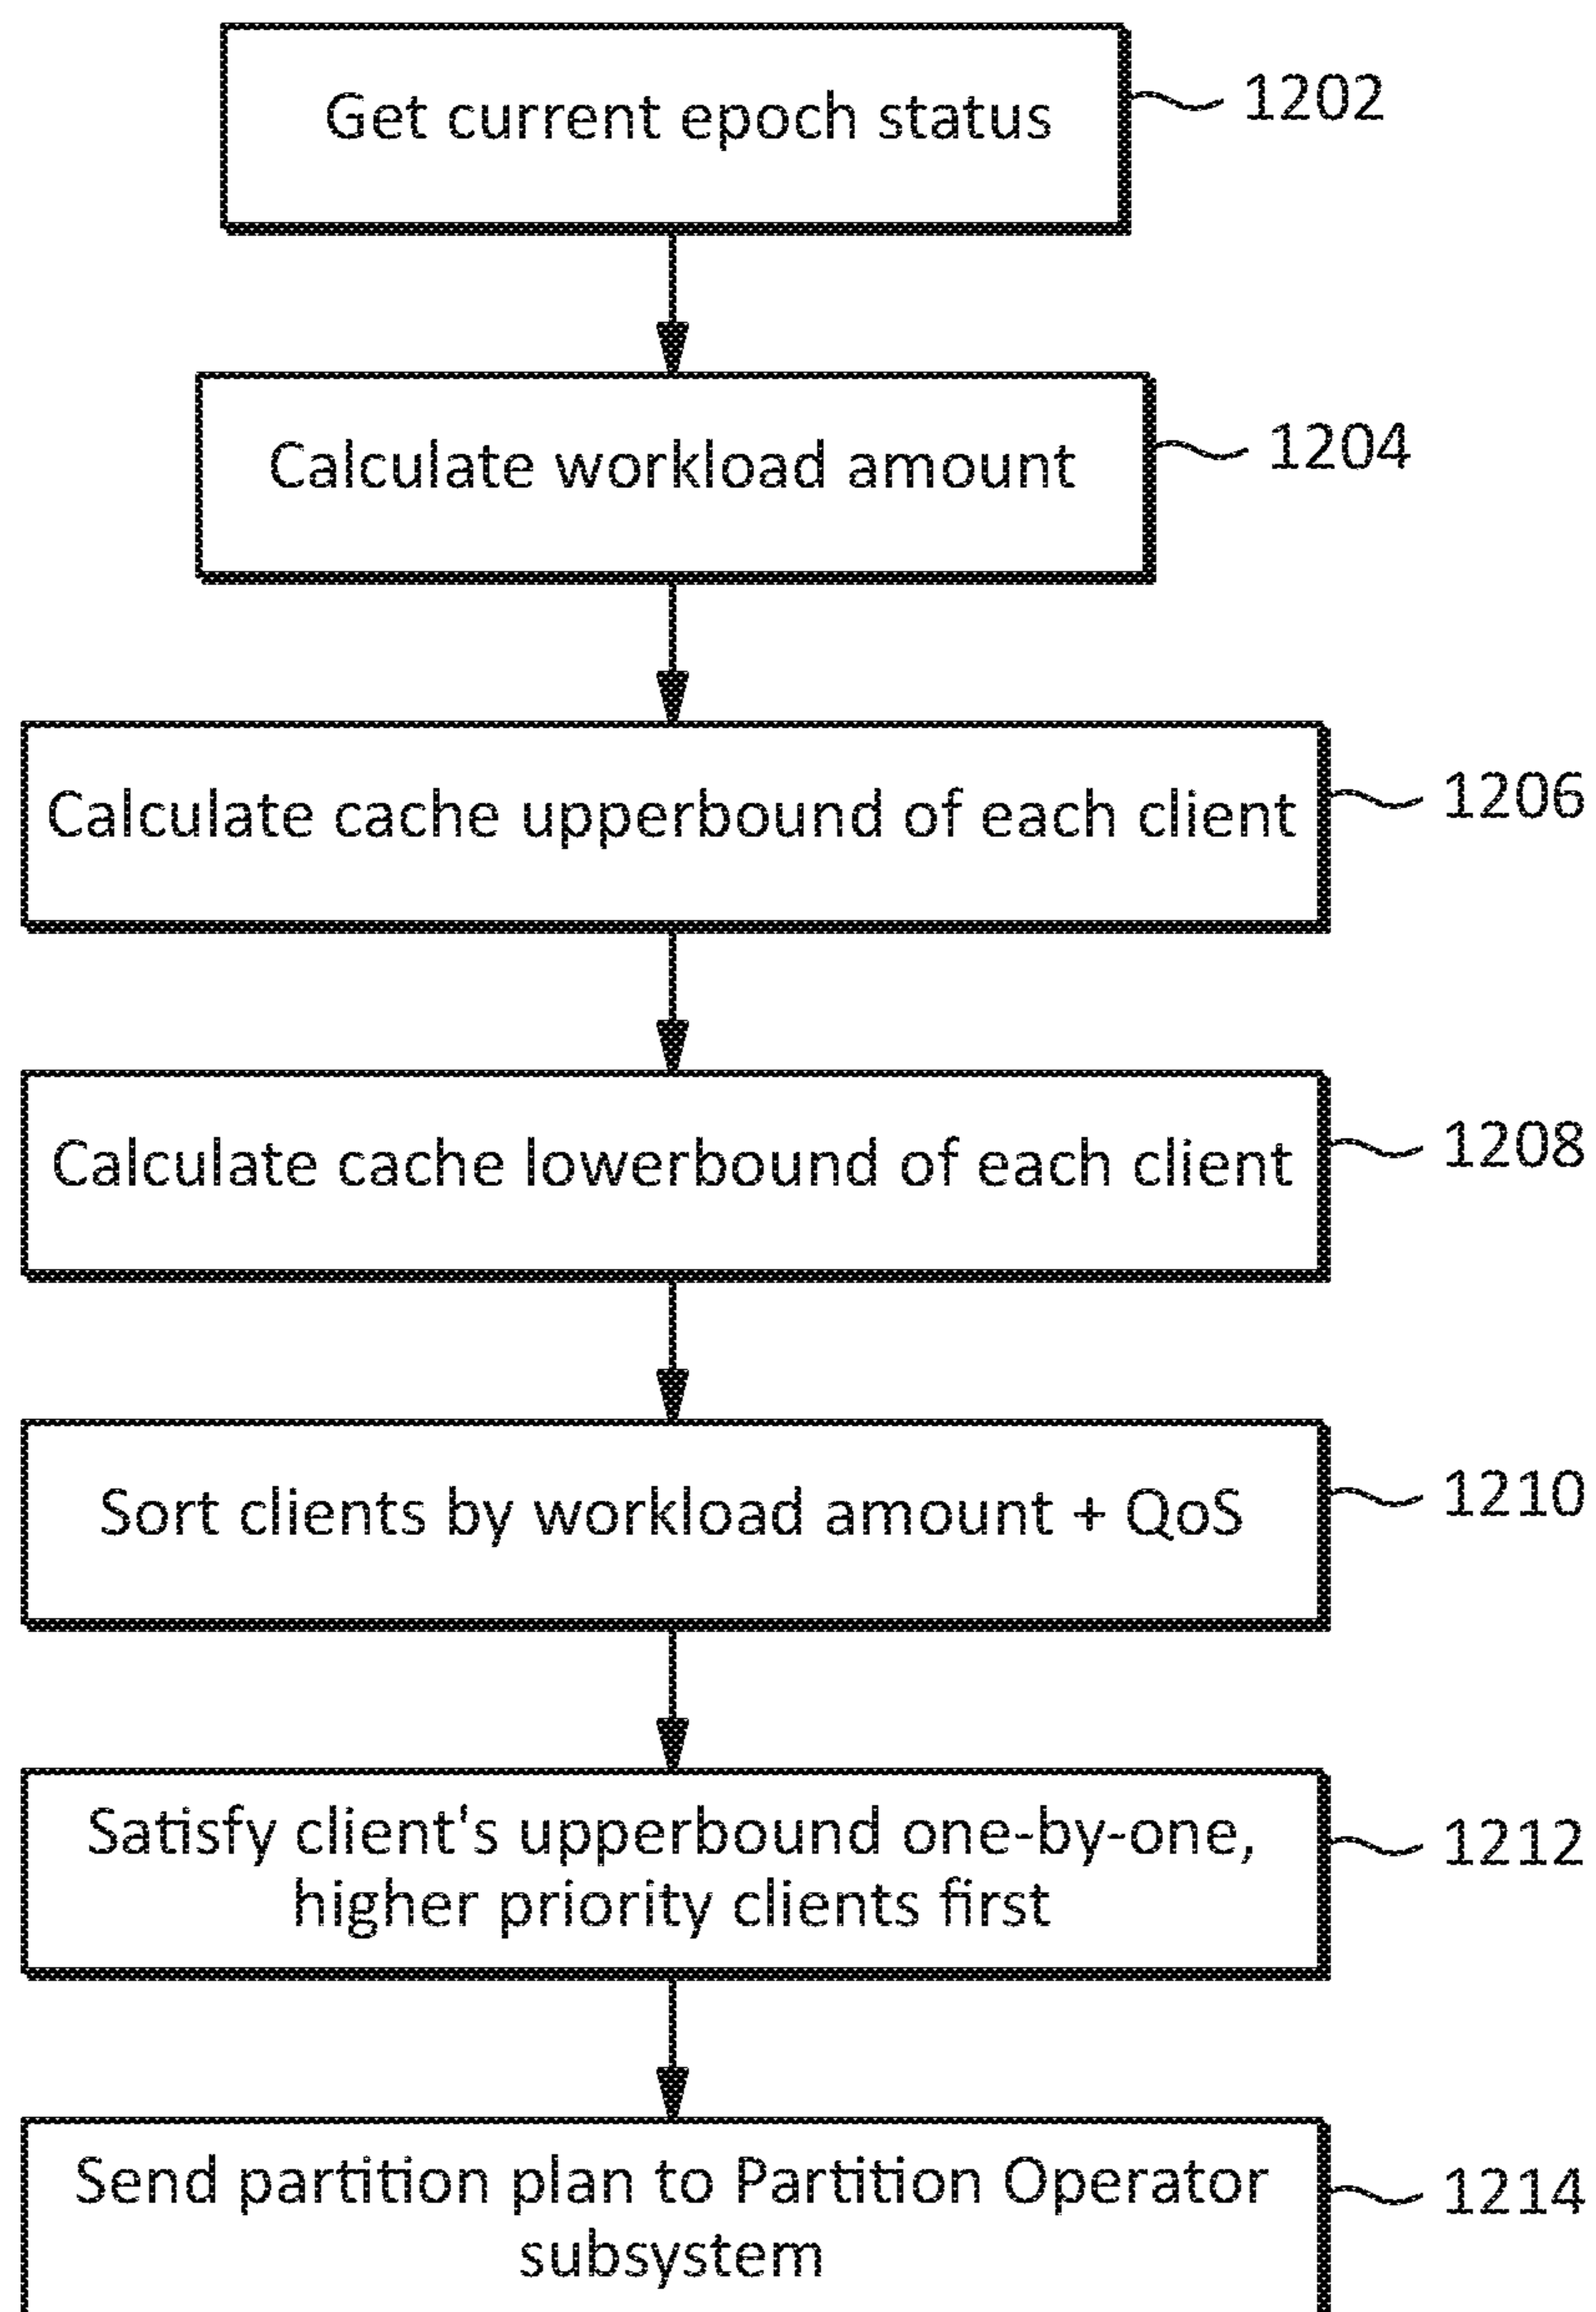 Get current epoch status
1202
Calculate workload amount
1204
Calculate cache upperbound of each client
1206
Calculate cache lowerbound of each client
1208
Sort clients by workload amount + QoS
1210
Satisfy client's upperbound one-by-one,
higher priority clients first
1212
Send partition plan to Partition Operator
subsystem
1214